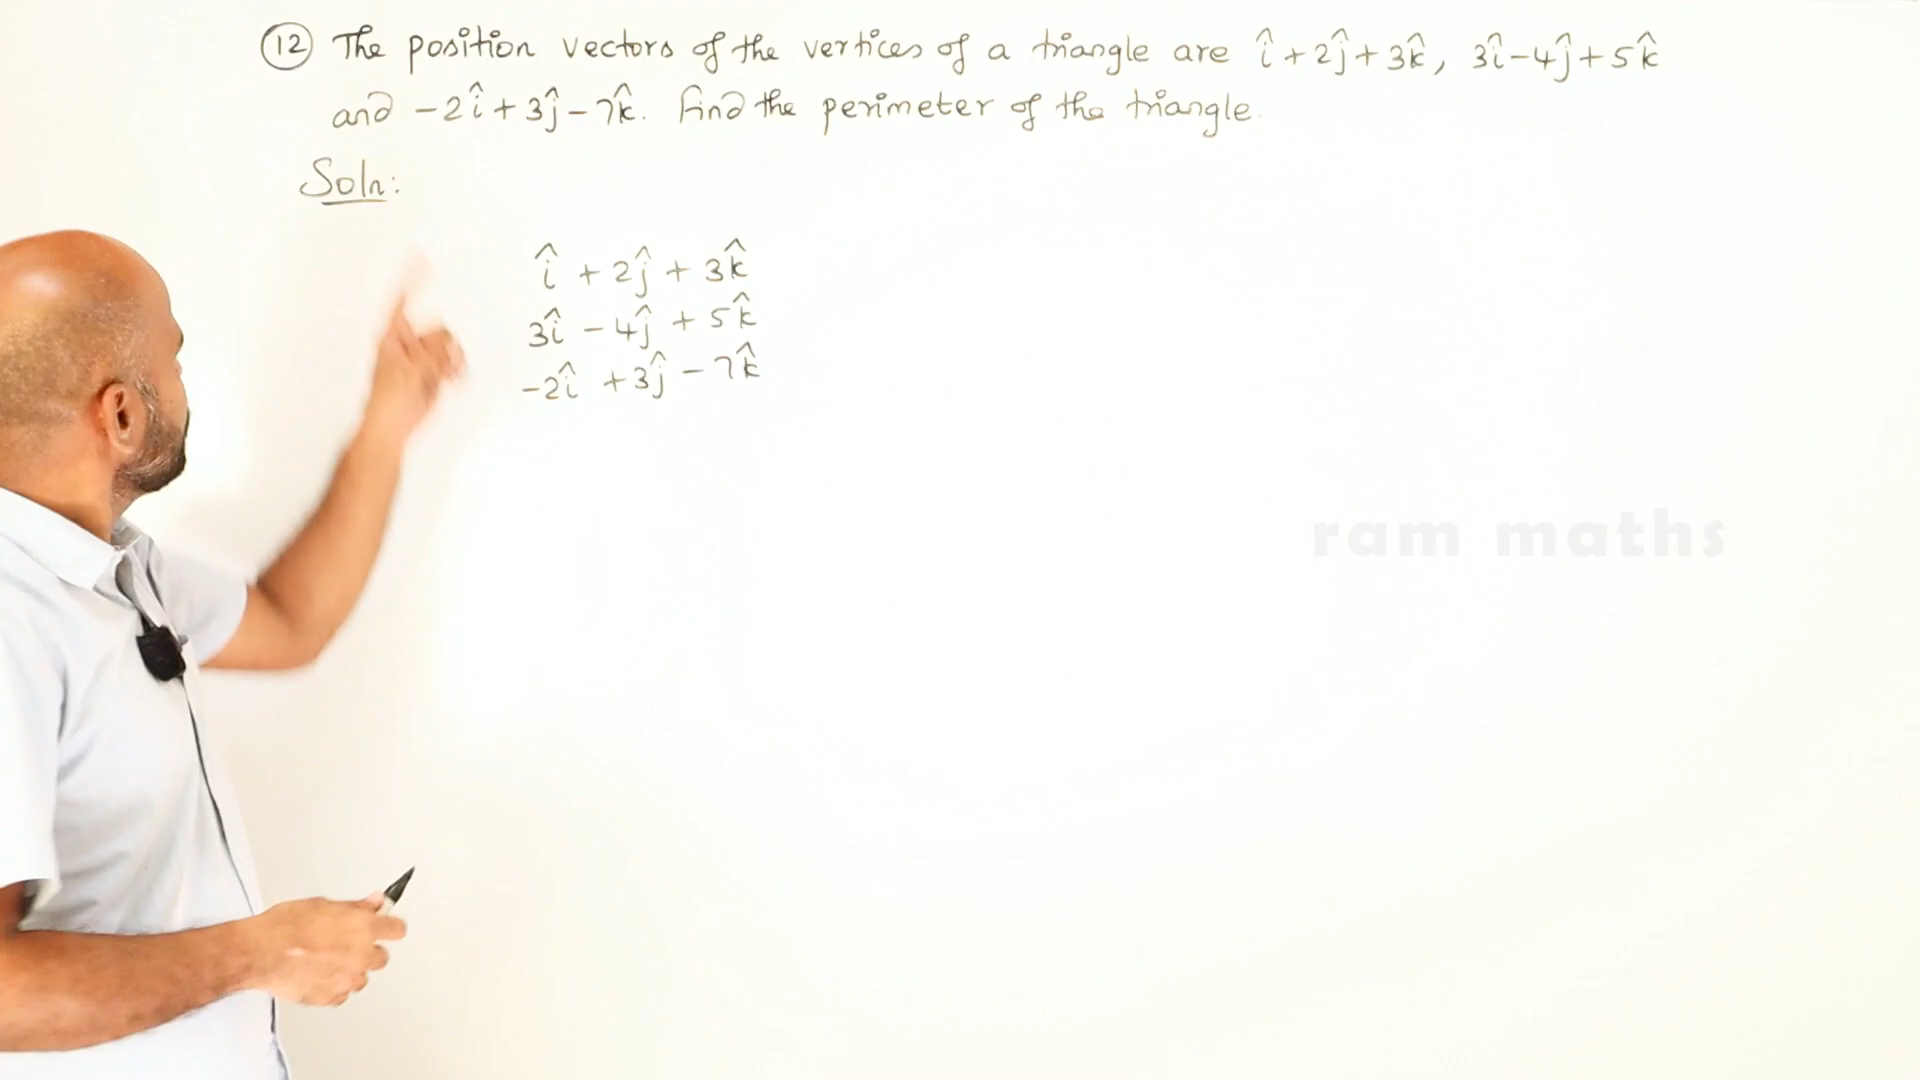 12 The position vectors of the vertices of a triangle are î + 2ĵ + 3k̂, 3î - 4ĵ + 5k̂
and -2î + 3ĵ - 7k̂. Find the perimeter of the triangle.
Soln:
î + 2ĵ + 3k̂
3î - 4ĵ + 5k̂
-2î + 3ĵ - 7k̂
ram maths